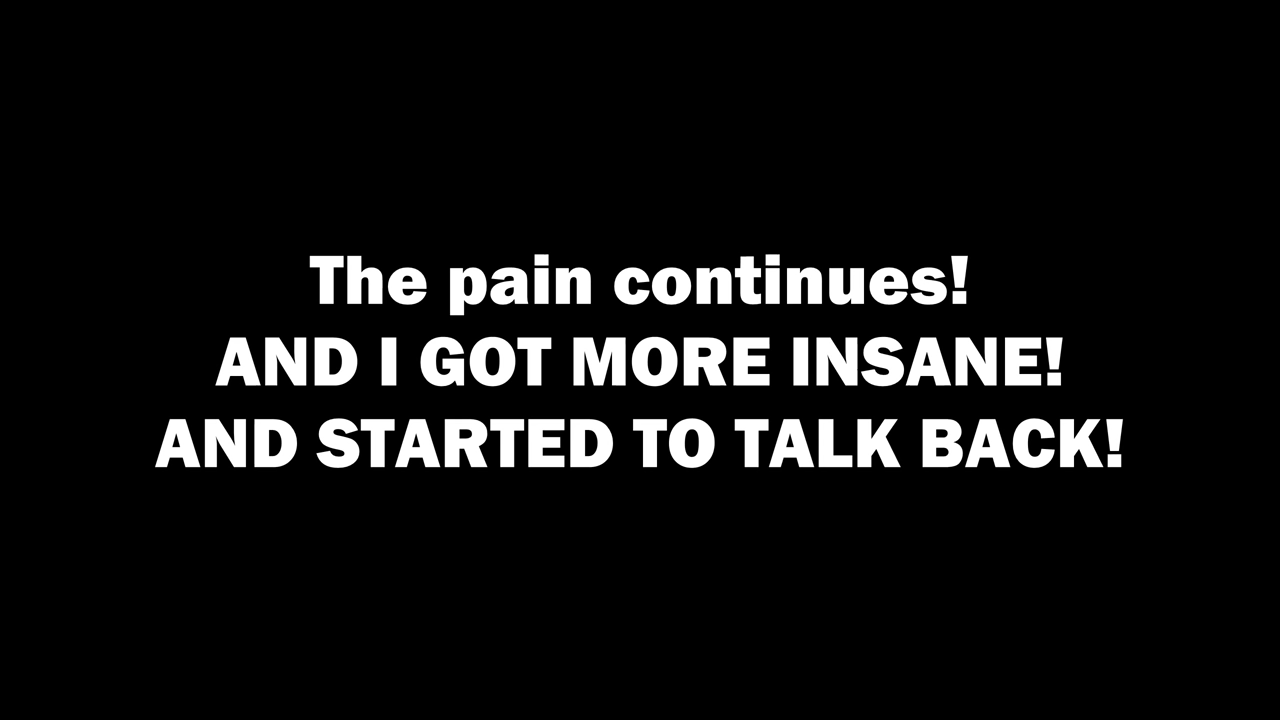 The pain continues!
AND I GOT MORE INSANE!
AND STARTED TO TALK BACK!